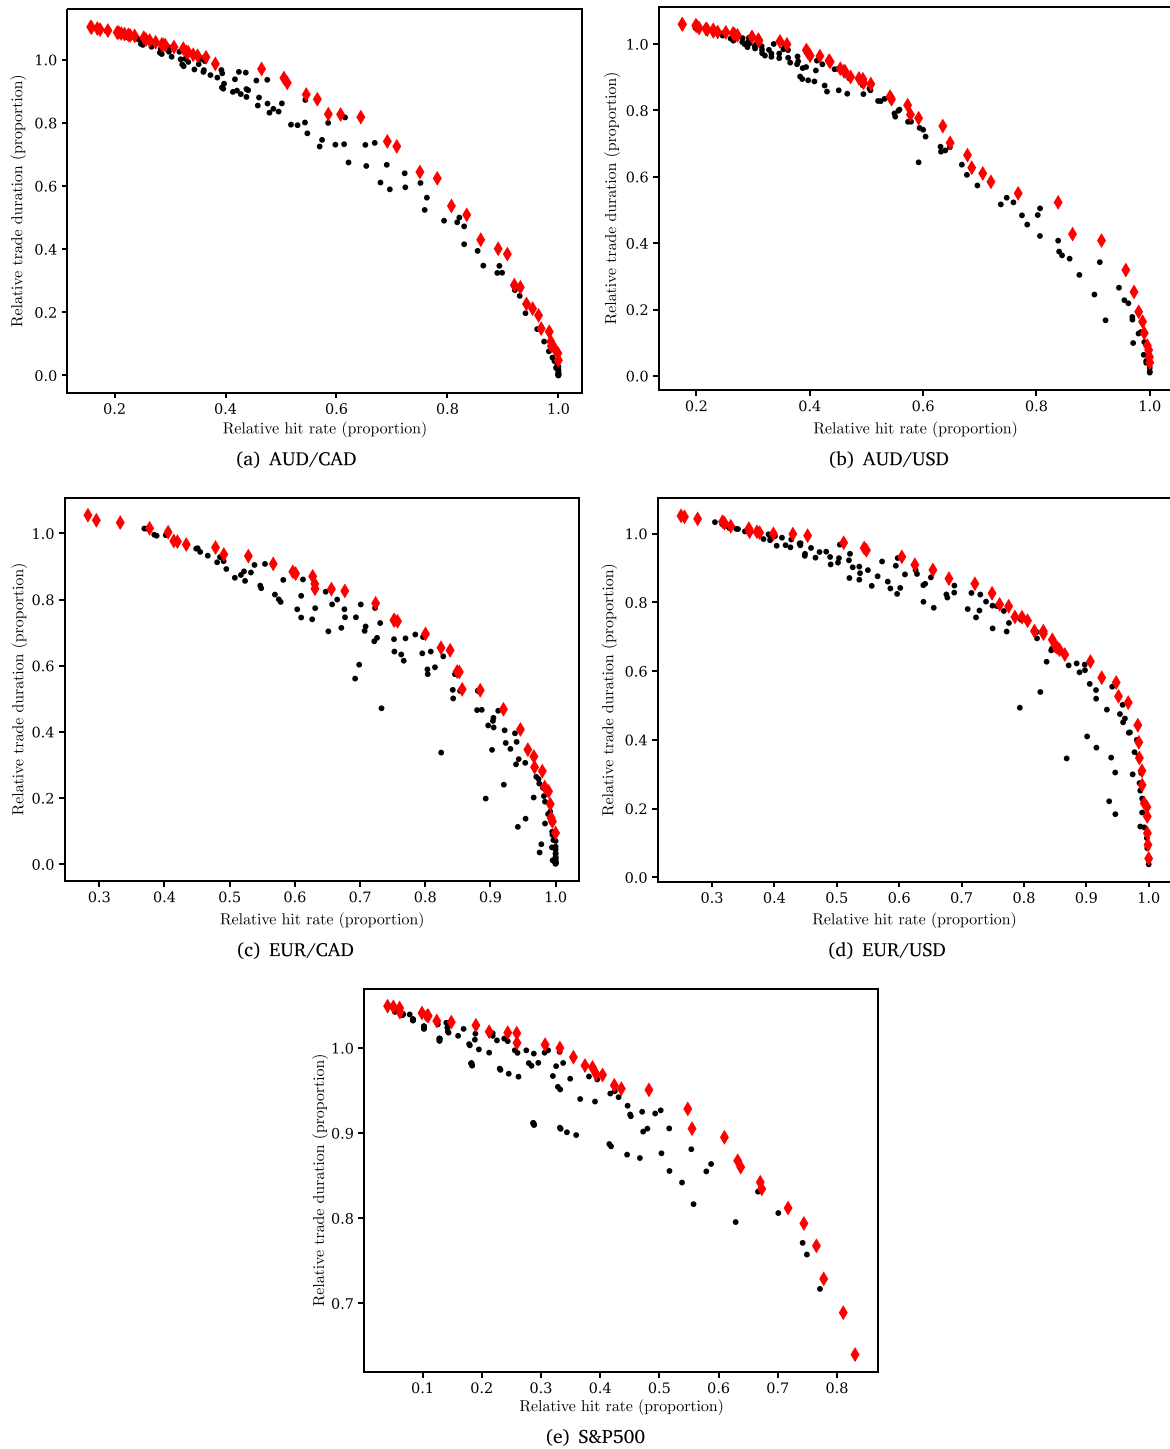 Relative trade duration (proportion)
1.0
0.8
0.6
0.4
0.2
0.0
0.2 0.4 0.6 0.8 1.0
Relative hit rate (proportion)
(a) AUD/CAD
Relative trade duration (proportion)
1.0
0.8
0.6
0.4
0.2
0.0
0.2 0.4 0.6 0.8 1.0
Relative hit rate (proportion)
(b) AUD/USD
Relative trade duration (proportion)
1.0
0.8
0.6
0.4
0.2
0.0
0.3 0.4 0.5 0.6 0.7 0.8 0.9 1.0
Relative hit rate (proportion)
(c) EUR/CAD
Relative trade duration (proportion)
1.0
0.8
0.6
0.4
0.2
0.0
0.3 0.4 0.5 0.6 0.7 0.8 0.9 1.0
Relative hit rate (proportion)
(d) EUR/USD
Relative trade duration (proportion)
1.0
0.9
0.8
0.7
0.1 0.2 0.3 0.4 0.5 0.6 0.7 0.8
Relative hit rate (proportion)
(e) S&P500